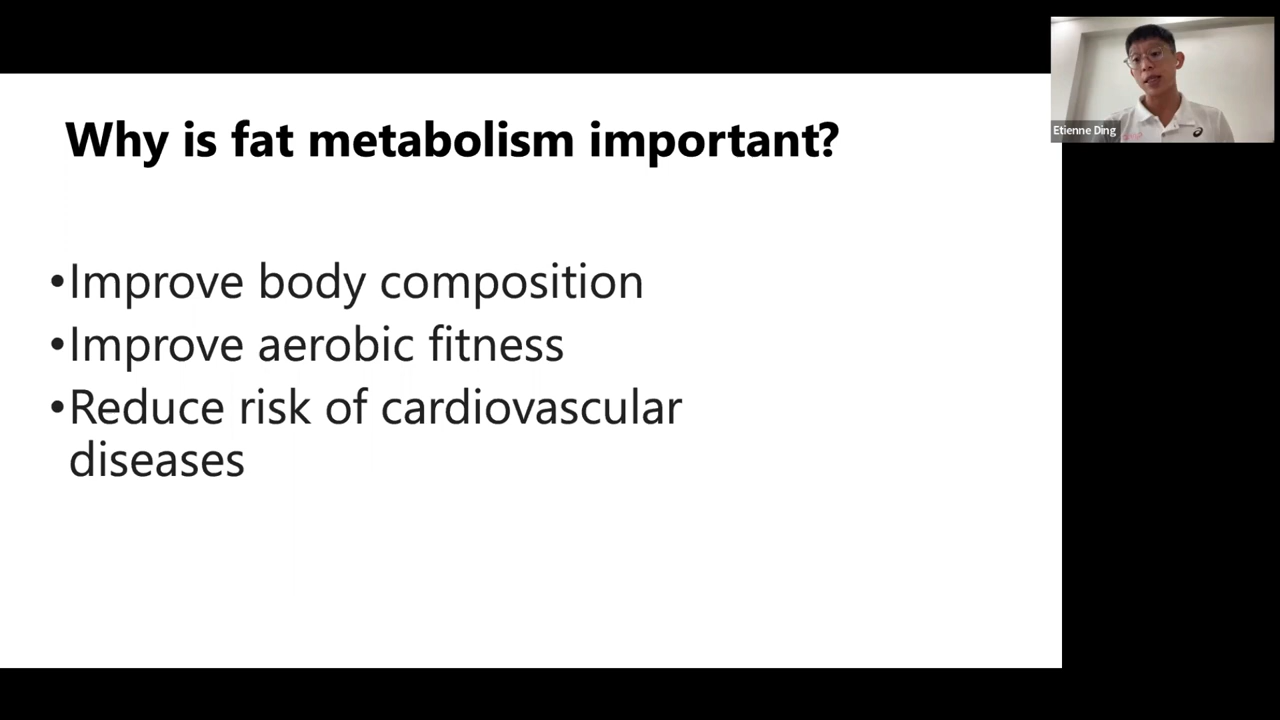 Why is fat metabolism important?
•Improve body composition
•Improve aerobic fitness
•Reduce risk of cardiovascular
diseases
Etienne Ding